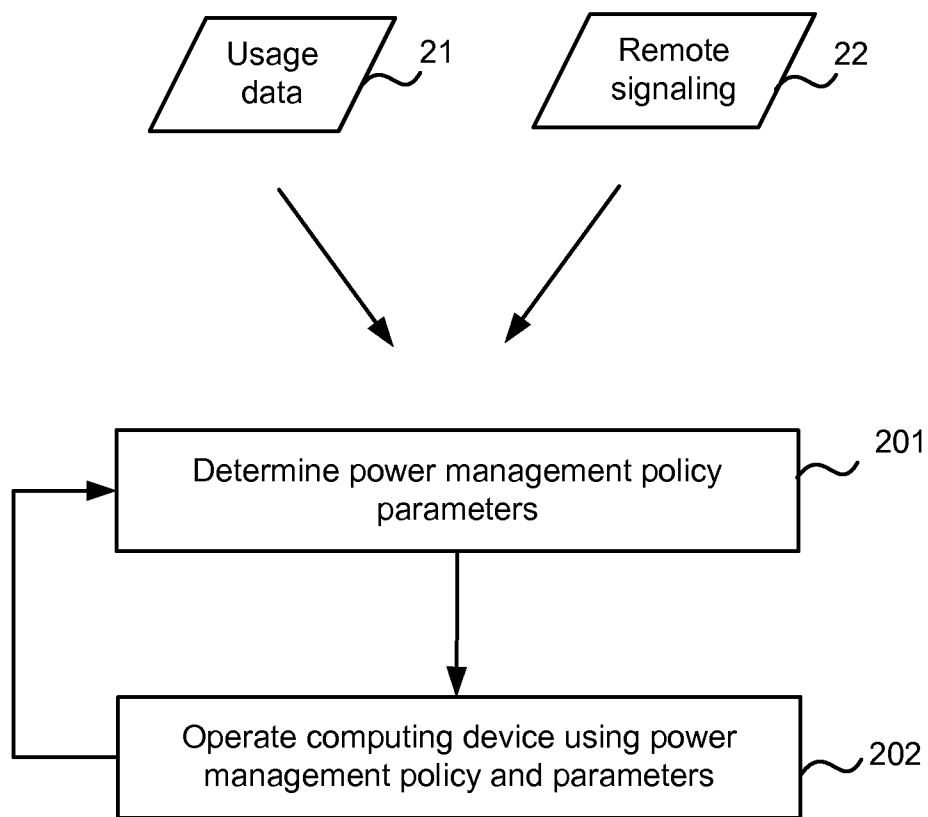 Usage
data
21
Remote
signaling
22
Determine power management policy
parameters
201
Operate computing device using power
management policy and parameters
202